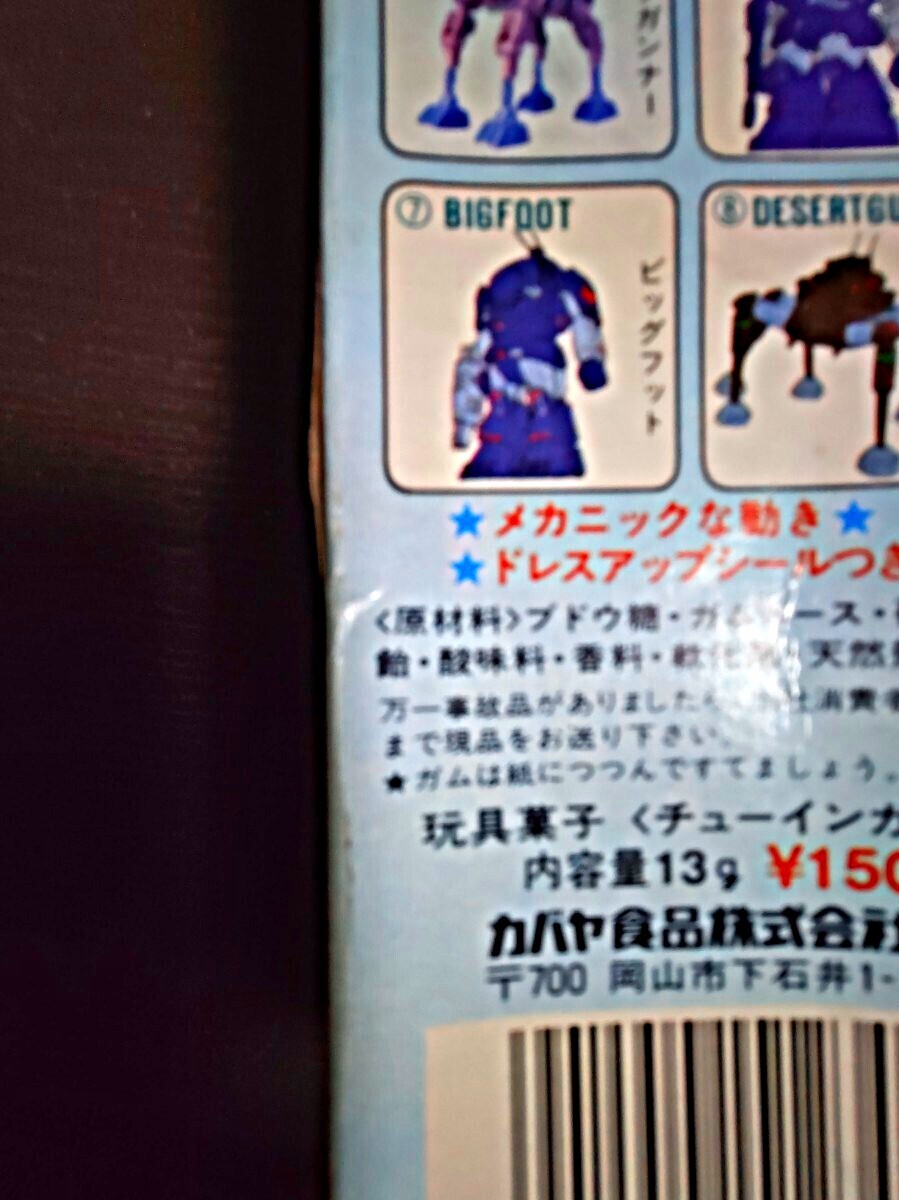 ガンナー
⑦ BIGFOOT
ビッグフット
⑧ DESERTGU
★メカニックな動き★
★ドレスアップシールつき
<原材料>ブドウ糖・ガムベース・
飴・酸味料・香料・軟化剤・天然
万一事故品がありましたら 消費者
まで現品をお送り下さい。
★ガムは紙につつんですてましょう。
玩具菓子〈チューインガ
内容量13g ¥150
カバヤ食品株式会社
〒700 岡山市下石井1-